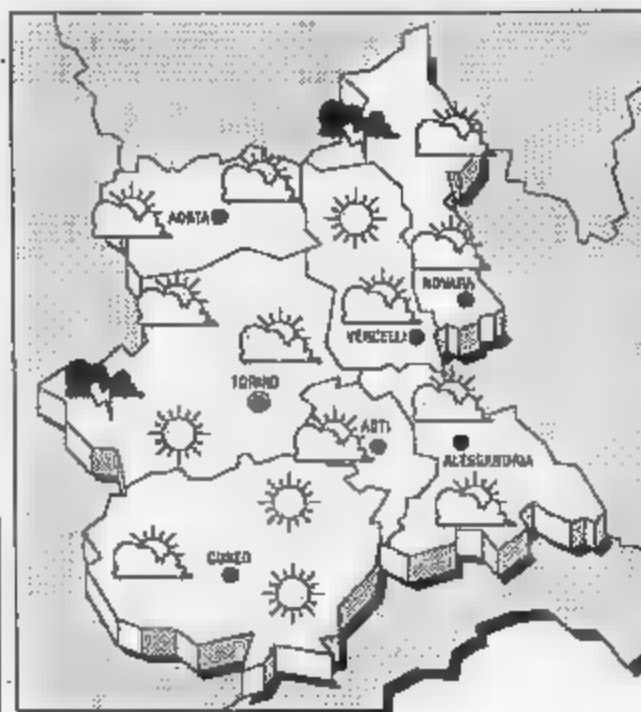 AOSTA
NOVARA
VERCELLI
TORINO
ASTI
ALESSANDRIA
CUNEO